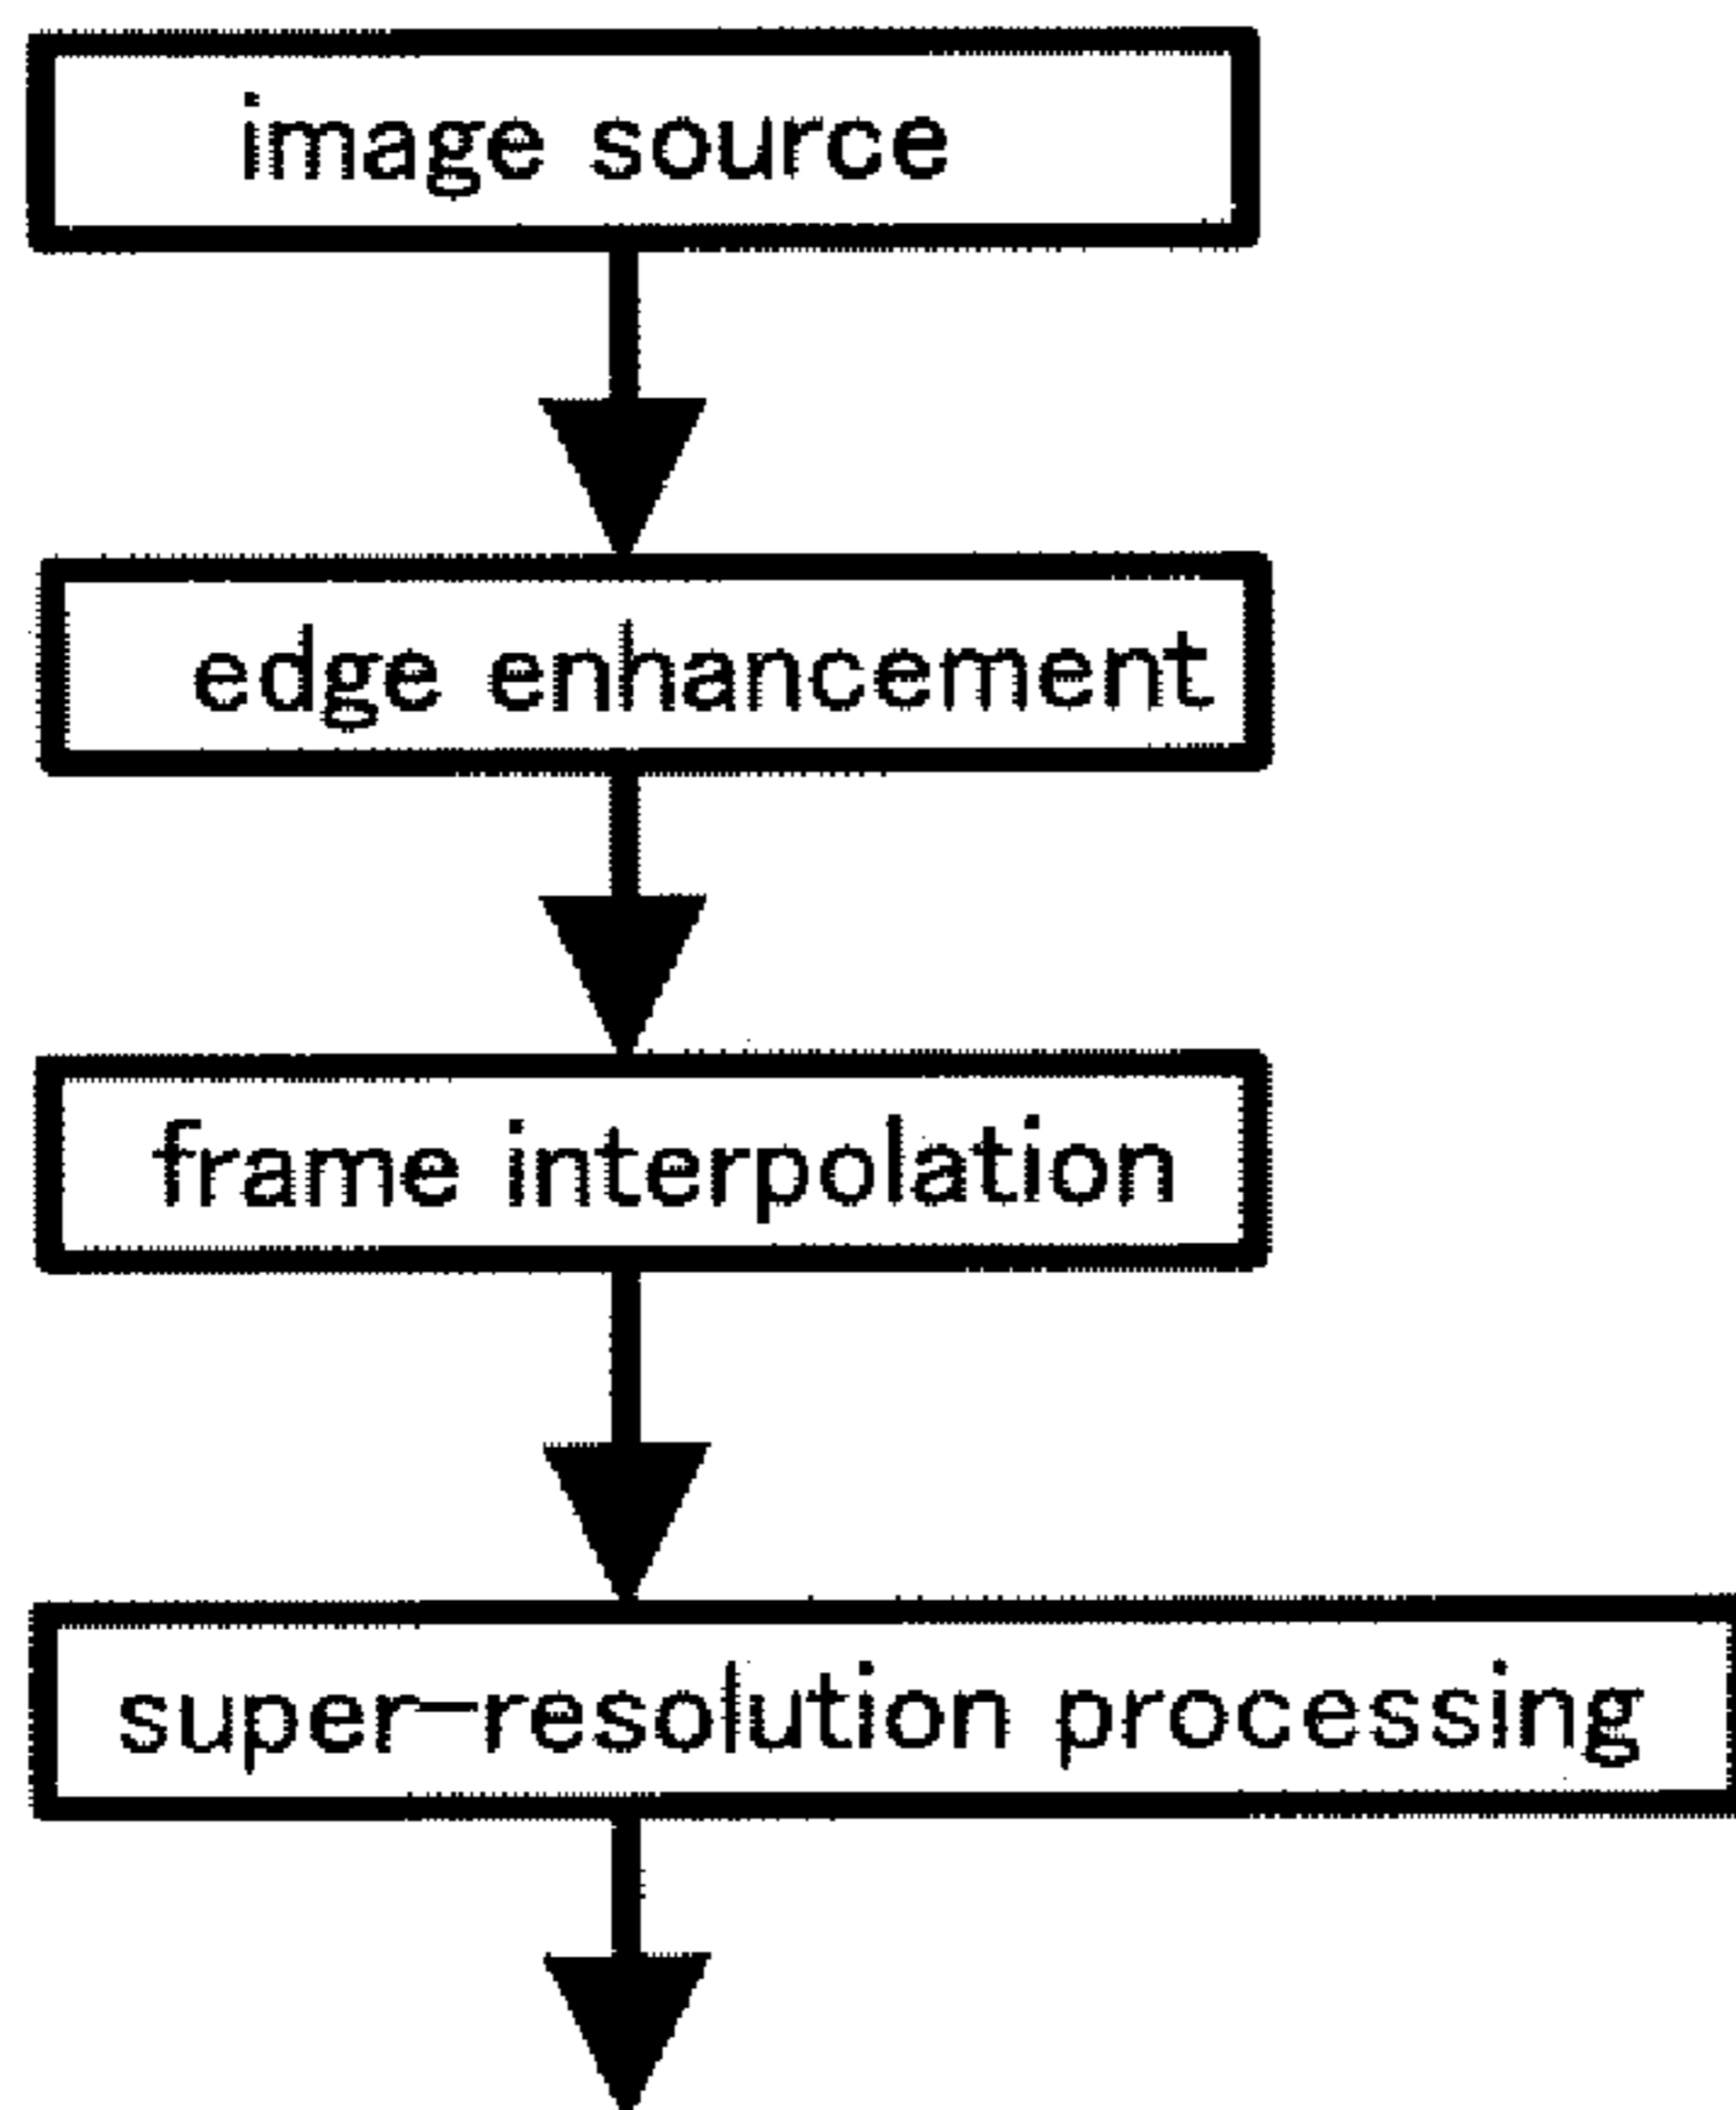 image source
edge enhancement
frame interpolation
super-resolution processing